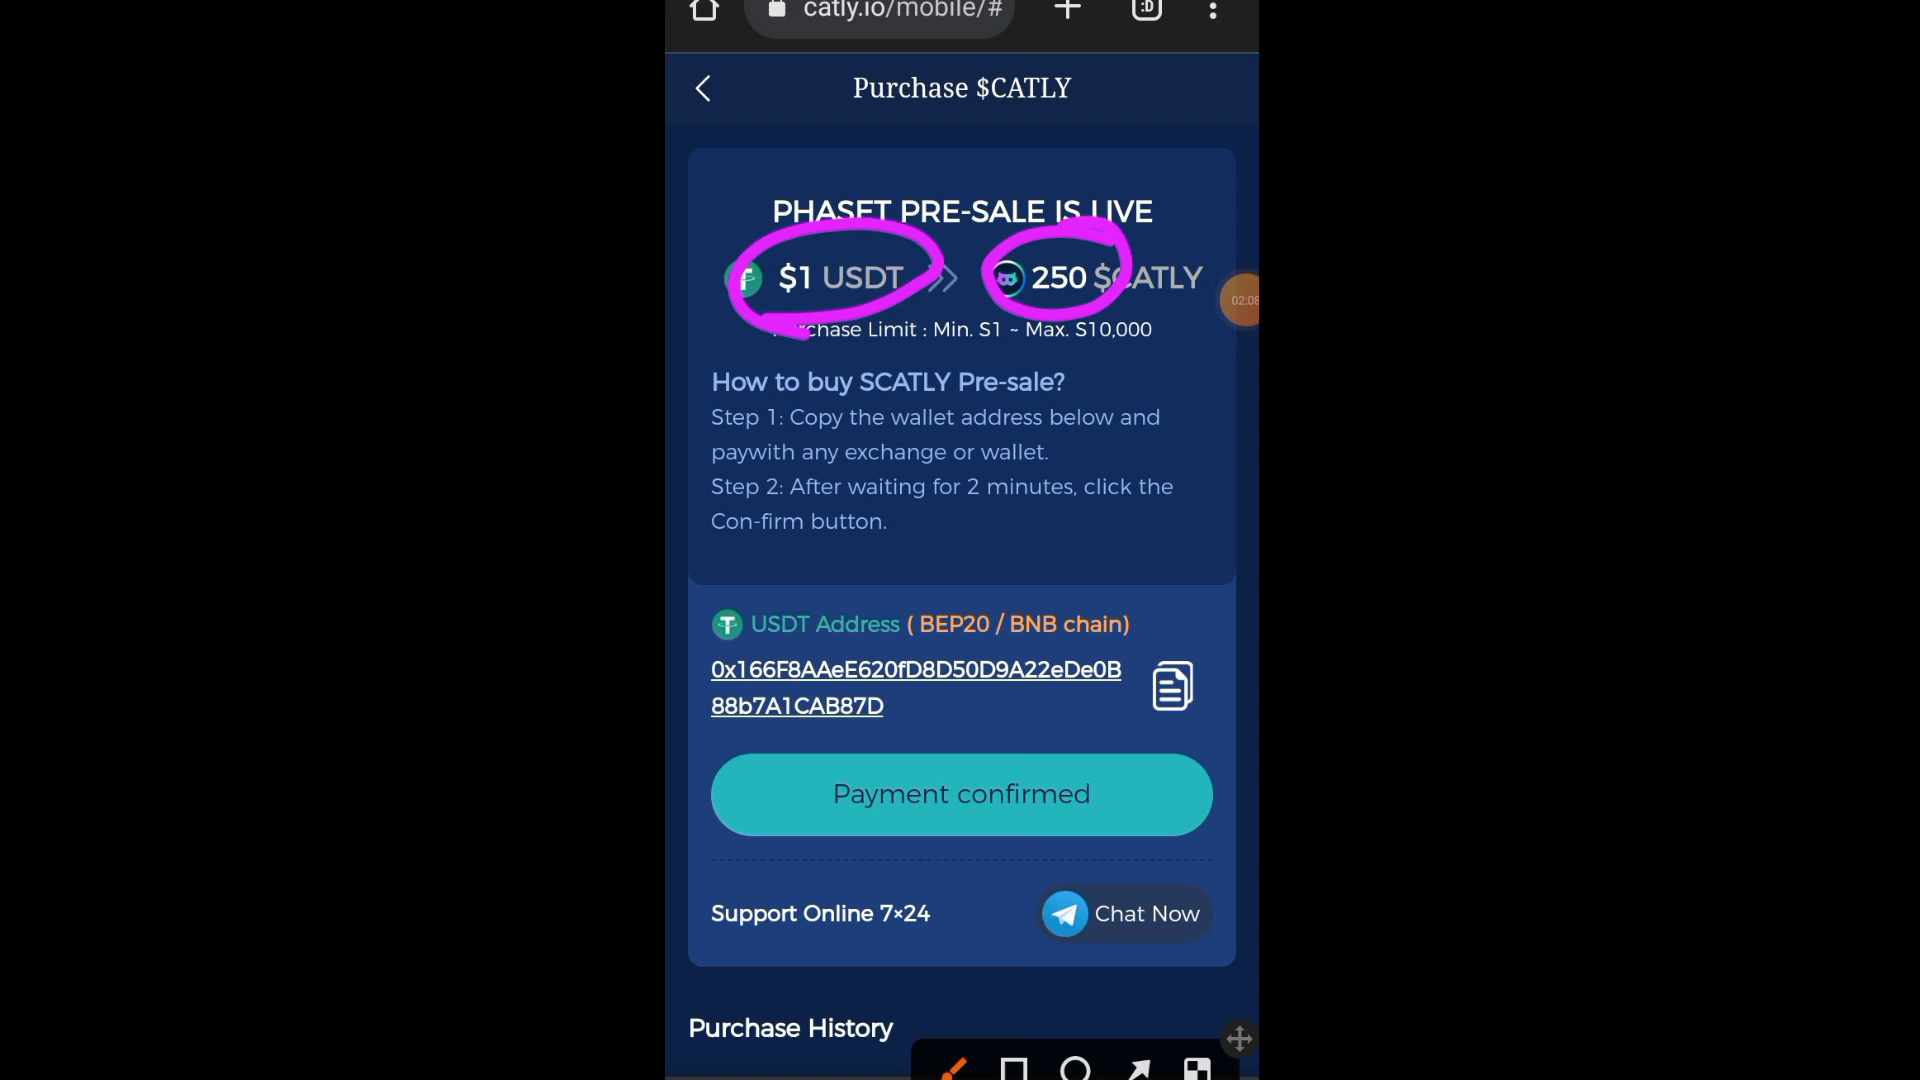 catly.io/mobile/#
:D
Purchase $CATLY
PHASET PRE-SALE IS LIVE
$1 USDT
250 $CATLY
02:08
Purchase Limit : Min. S1 ~ Max. S10,000
How to buy SCATLY Pre-sale?
Step 1: Copy the wallet address below and
paywith any exchange or wallet.
Step 2: After waiting for 2 minutes, click the
Con-firm button.
USDT Address ( BEP20 / BNB chain)
0x166F8AAeE620fD8D50D9A22eDe0B
88b7A1CAB87D
Payment confirmed
Support Online 7×24
Chat Now
Purchase History